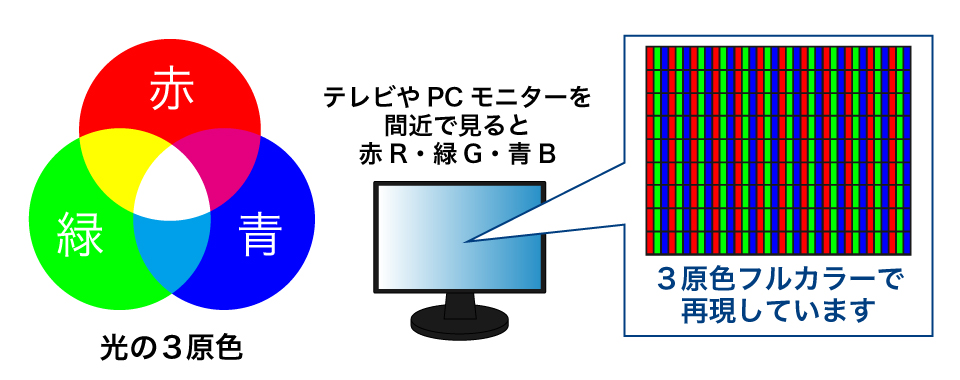 赤
緑
青
光の３原色
テレビや PC モニターを
間近で見ると
赤 R・緑 G・青 B
３原色フルカラーで
再現しています